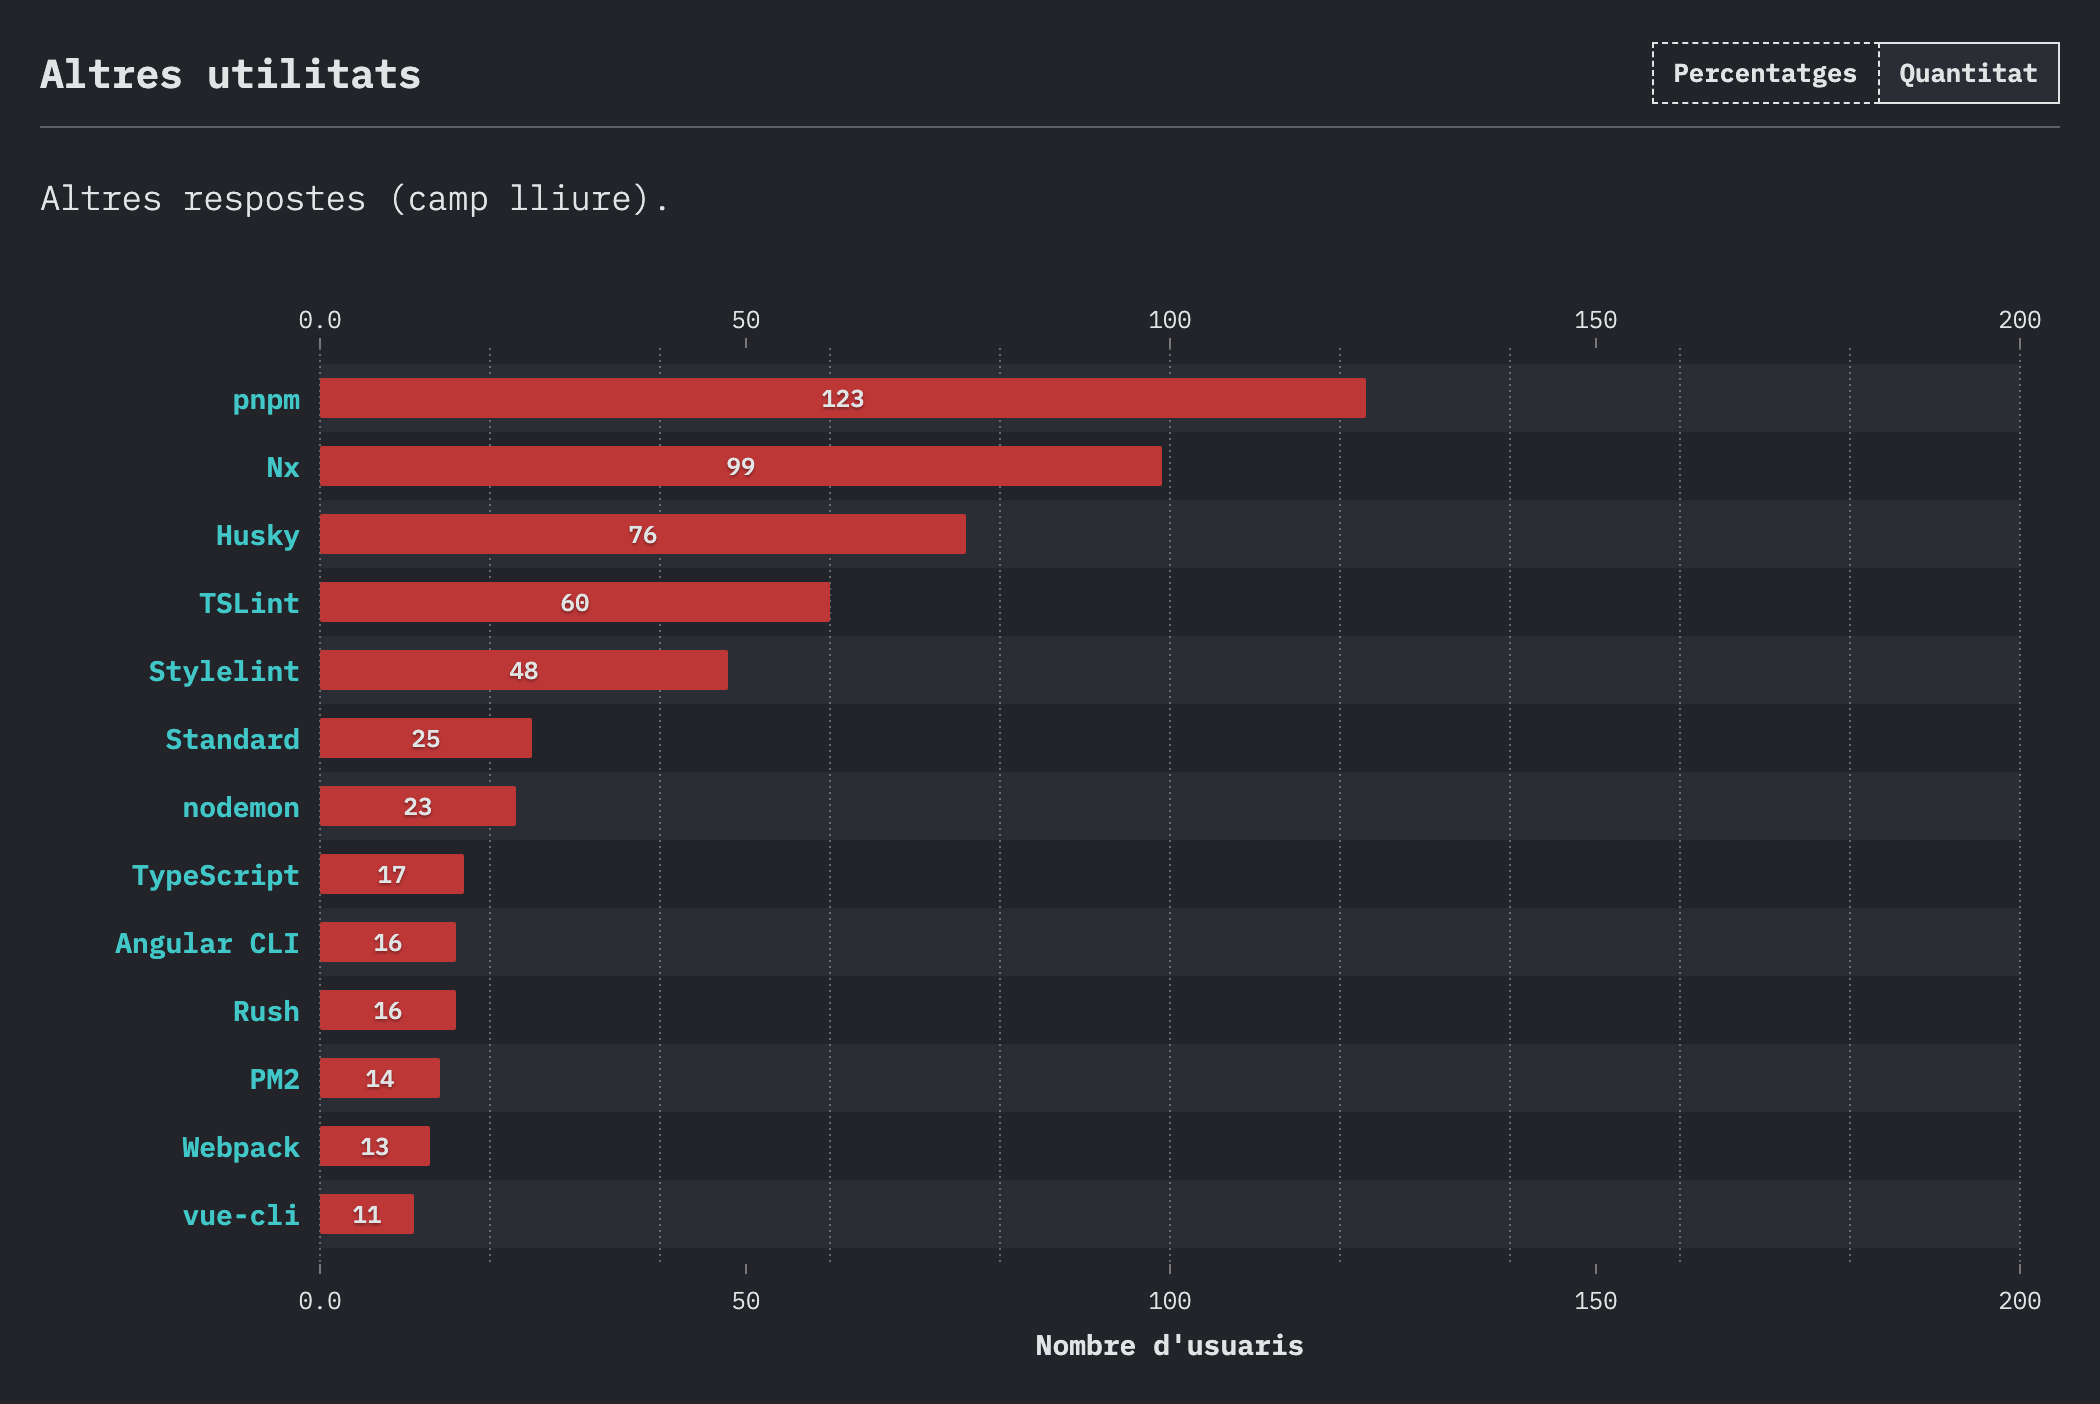 Altres utilitats
Percentatges Quantitat
Altres respostes (camp lliure).
0.0 50 100 150 200
pnpm 123
Nx 99
Husky 76
TSLint 60
Stylelint 48
Standard 25
nodemon 23
TypeScript 17
Angular CLI 16
Rush 16
PM2 14
Webpack 13
vue-cli 11
0.0 50 100 150 200
Nombre d'usuaris